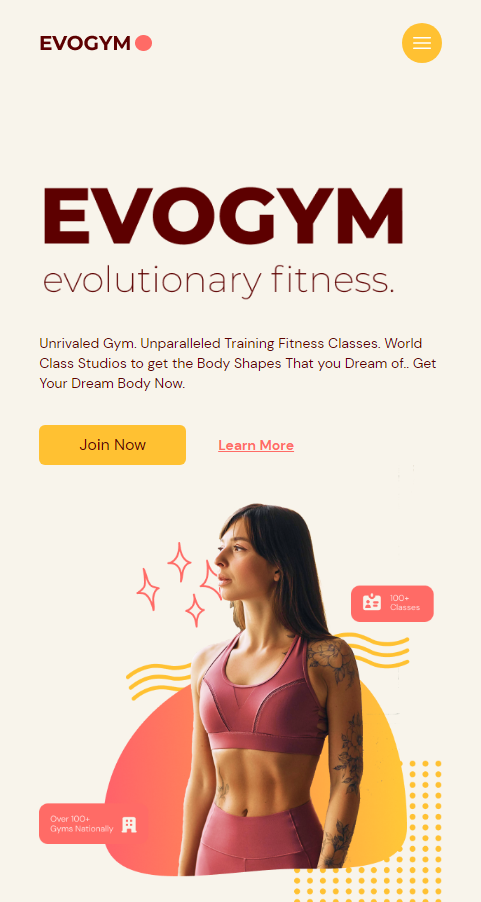 EVOGYM
EVOGYM
evolutionary fitness.
Unrivaled Gym. Unparalleled Training Fitness Classes. World
Class Studios to get the Body Shapes That you Dream of.. Get
Your Dream Body Now.
Join Now
Learn More
100+
Classes
Over 100+
Gyms Nationally